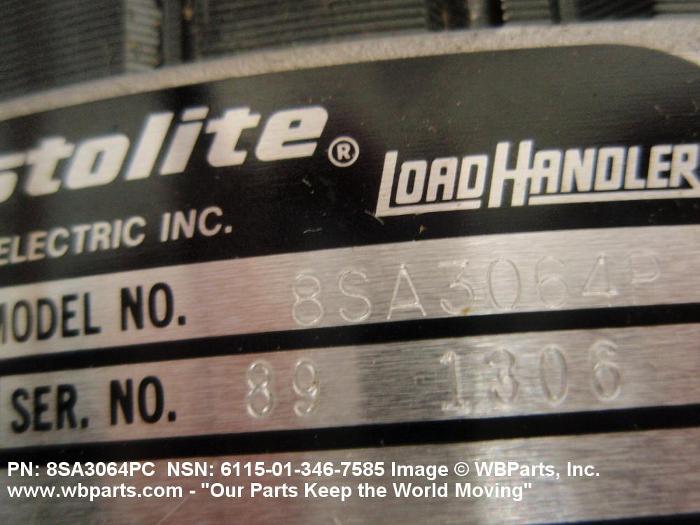 stolite® LOADHANDLER
ELECTRIC INC.
MODEL NO. 8SA3064P
SER. NO. 89 1306
PN: 8SA3064PC NSN: 6115-01-346-7585 Image © WBParts, Inc.
www.wbparts.com - "Our Parts Keep the World Moving"